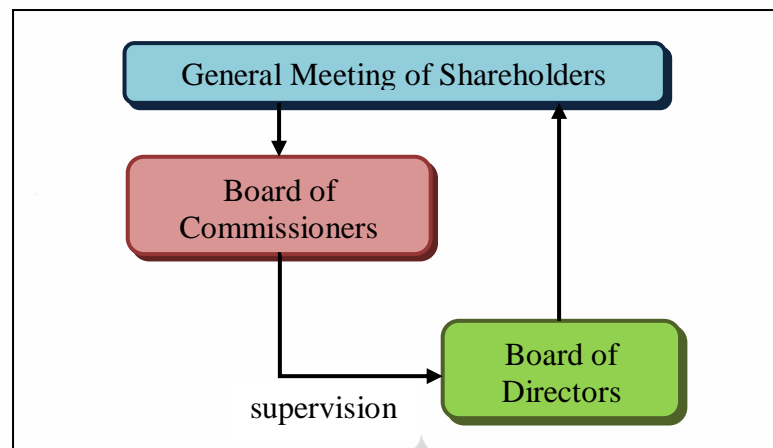 General Meeting of Shareholders
Board of
Commissioners
Board of
Directors
supervision